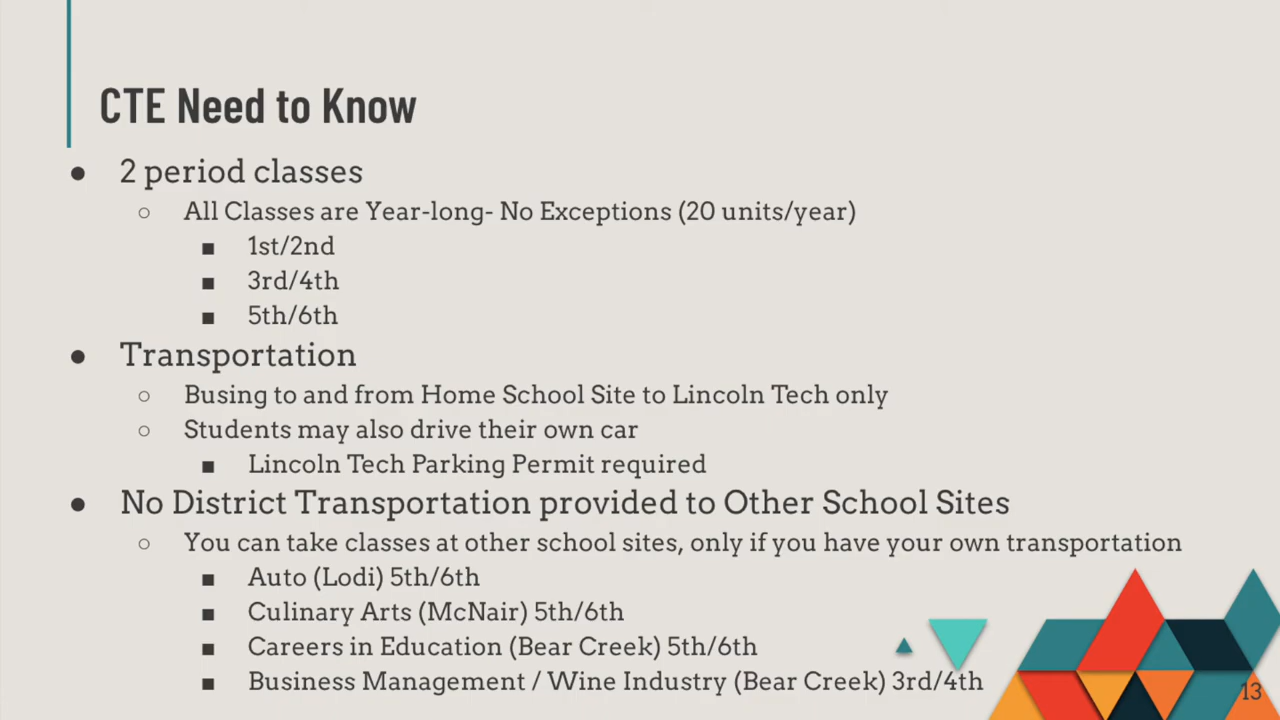 CTE Need to Know
● 2 period classes
○ All Classes are Year-long- No Exceptions (20 units/year)
■ 1st/2nd
■ 3rd/4th
■ 5th/6th
● Transportation
○ Busing to and from Home School Site to Lincoln Tech only
○ Students may also drive their own car
■ Lincoln Tech Parking Permit required
● No District Transportation provided to Other School Sites
○ You can take classes at other school sites, only if you have your own transportation
■ Auto (Lodi) 5th/6th
■ Culinary Arts (McNair) 5th/6th
■ Careers in Education (Bear Creek) 5th/6th
■ Business Management / Wine Industry (Bear Creek) 3rd/4th
13